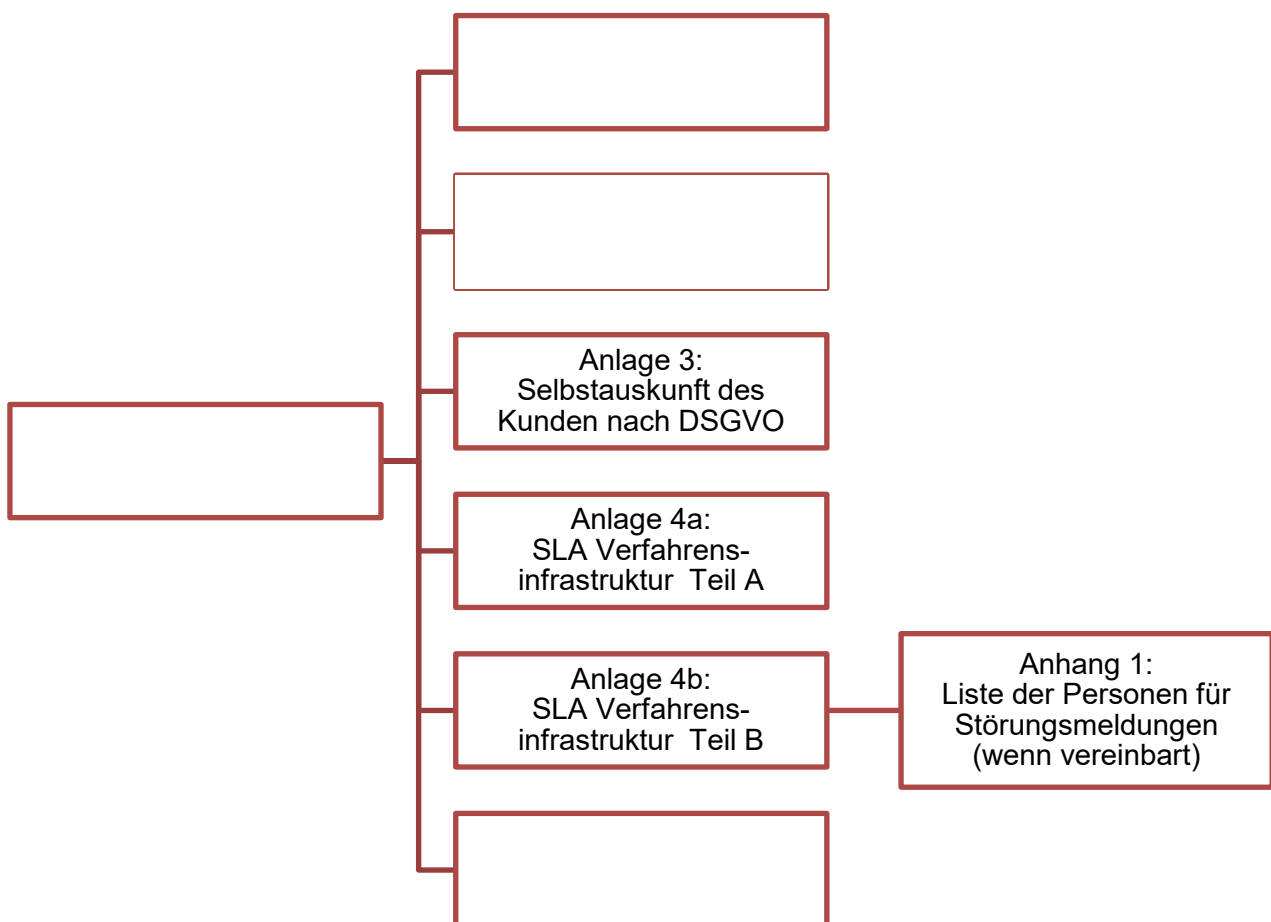 Anlage 3:
Selbstauskunft des
Kunden nach DSGVO
Anlage 4a:
SLA Verfahrens-
infrastruktur  Teil A
Anlage 4b:
SLA Verfahrens-
infrastruktur  Teil B
Anhang 1:
Liste der Personen für
Störungsmeldungen
(wenn vereinbart)